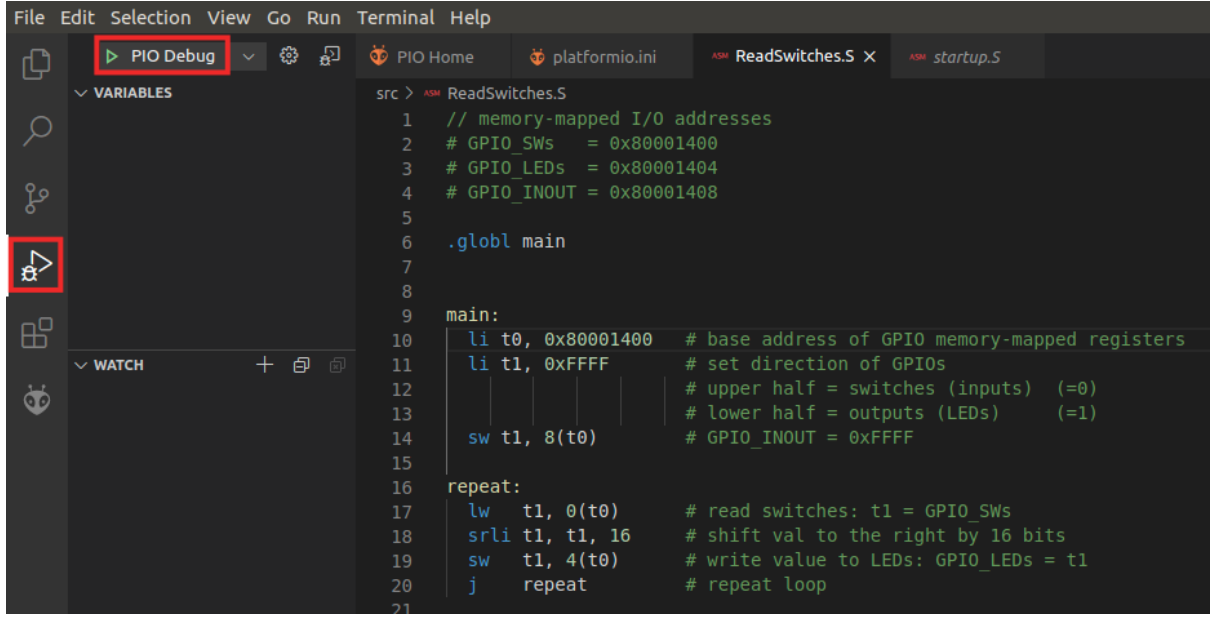 File Edit Selection View Go Run Terminal Help
PIO Debug
PIO Home
platformio.ini
ASM ReadSwitches.S
ASM startup.S
VARIABLES
WATCH
src > ASM ReadSwitches.S
1 // memory-mapped I/O addresses
2 # GPIO_SWs   = 0x80001400
3 # GPIO_LEDs  = 0x80001404
4 # GPIO_INOUT = 0x80001408
5
6 .globl main
7
8
9 main:
10   li t0, 0x80001400   # base address of GPIO memory-mapped registers
11   li t1, 0xFFFF       # set direction of GPIOs
12                       # upper half = switches (inputs)  (=0)
13                       # lower half = outputs (LEDs)     (=1)
14   sw t1, 8(t0)        # GPIO_INOUT = 0xFFFF
15
16 repeat:
17   lw   t1, 0(t0)      # read switches: t1 = GPIO_SWs
18   srli t1, t1, 16     # shift val to the right by 16 bits
19   sw   t1, 4(t0)      # write value to LEDs: GPIO_LEDs = t1
20   j    repeat         # repeat loop
21